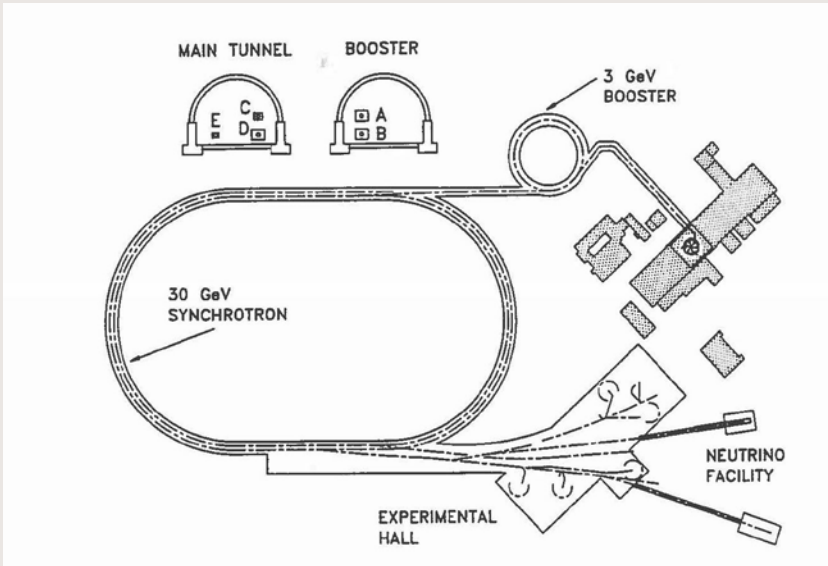 MAIN TUNNEL
BOOSTER
E
C
D
A
B
3 GeV
BOOSTER
30 GeV
SYNCHROTRON
NEUTRINO
FACILITY
EXPERIMENTAL
HALL